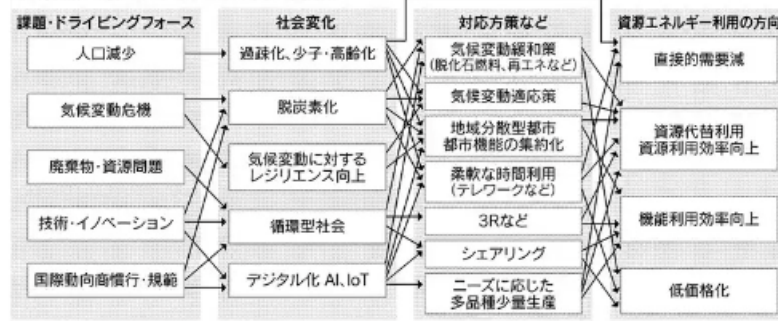 課題・ドライビングフォース
人口減少
気候変動危機
廃棄物・資源問題
技術・イノベーション
国際動向商慣行・規範
社会変化
過疎化、少子・高齢化
脱炭素化
気候変動に対する
レジリエンス向上
循環型社会
デジタル化 AI、IoT
対応方策など
気候変動緩和策
(脱化石燃料、再エネなど)
気候変動適応策
地域分散型都市
都市機能の集約化
柔軟な時間利用
(テレワークなど)
3Rなど
シェアリング
ニーズに応じた
多品種少量生産
資源エネルギー利用の方向
直接的需要減
資源代替利用
資源利用効率向上
機能利用効率向上
低価格化